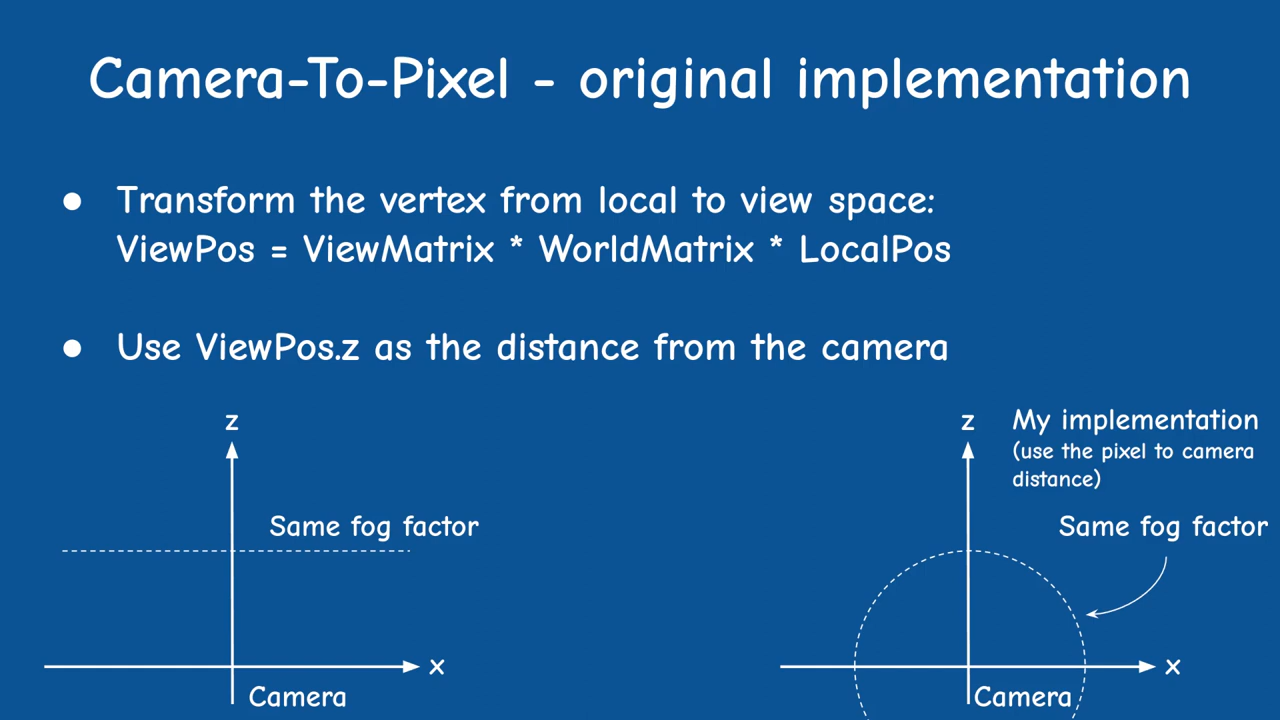 Camera-To-Pixel - original implementation
● Transform the vertex from local to view space:
ViewPos = ViewMatrix * WorldMatrix * LocalPos
● Use ViewPos.z as the distance from the camera
z
Same fog factor
x
Camera
z
My implementation
(use the pixel to camera
distance)
Same fog factor
x
Camera